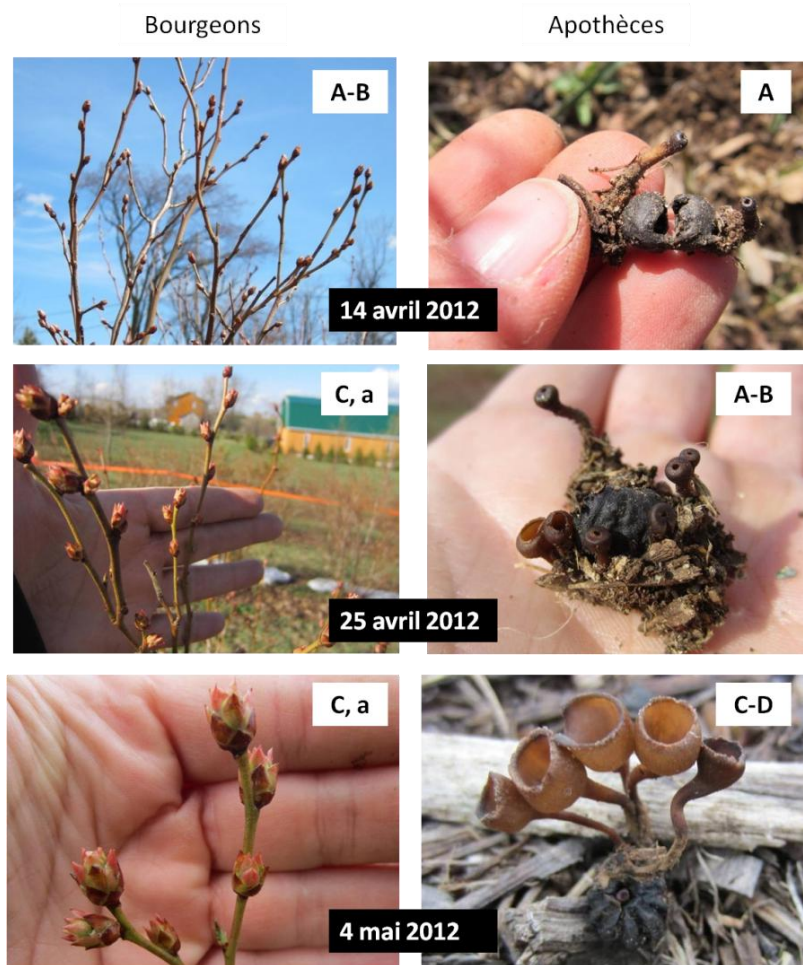 Bourgeons
Apothèces
A-B
A
14 avril 2012
C, a
A-B
25 avril 2012
C, a
C-D
4 mai 2012